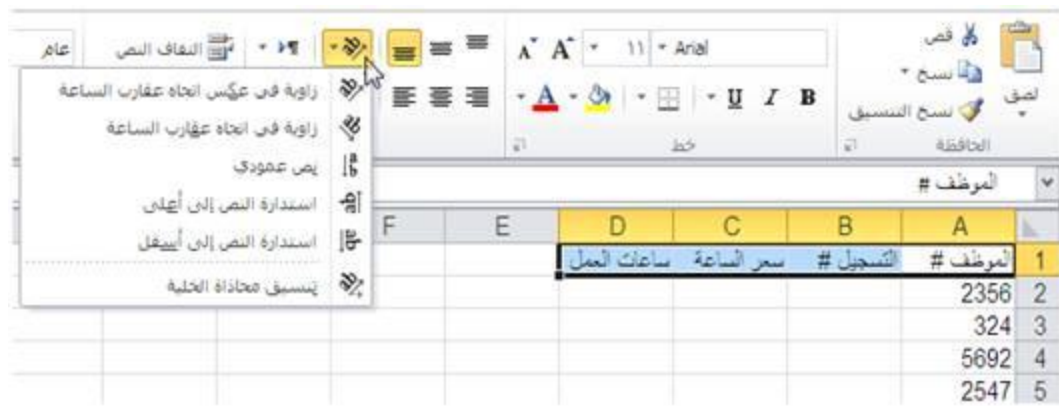 قص
نسخ
نسخ التنسيق
لصق
الحافظة
Arial 11
B I U
خط
التفاف النص
عام
زاوية في عكس اتجاه عقارب الساعة
زاوية في اتجاه عقارب الساعة
نص عمودي
استدارة النص إلى أعلى
استدارة النص إلى أسفل
تنسيق محاذاة الخلية
الموظف #
A B C D E F
1 الموظف # التسجيل # سعر الساعة ساعات العمل
2 2356
3 324
4 5692
5 2547